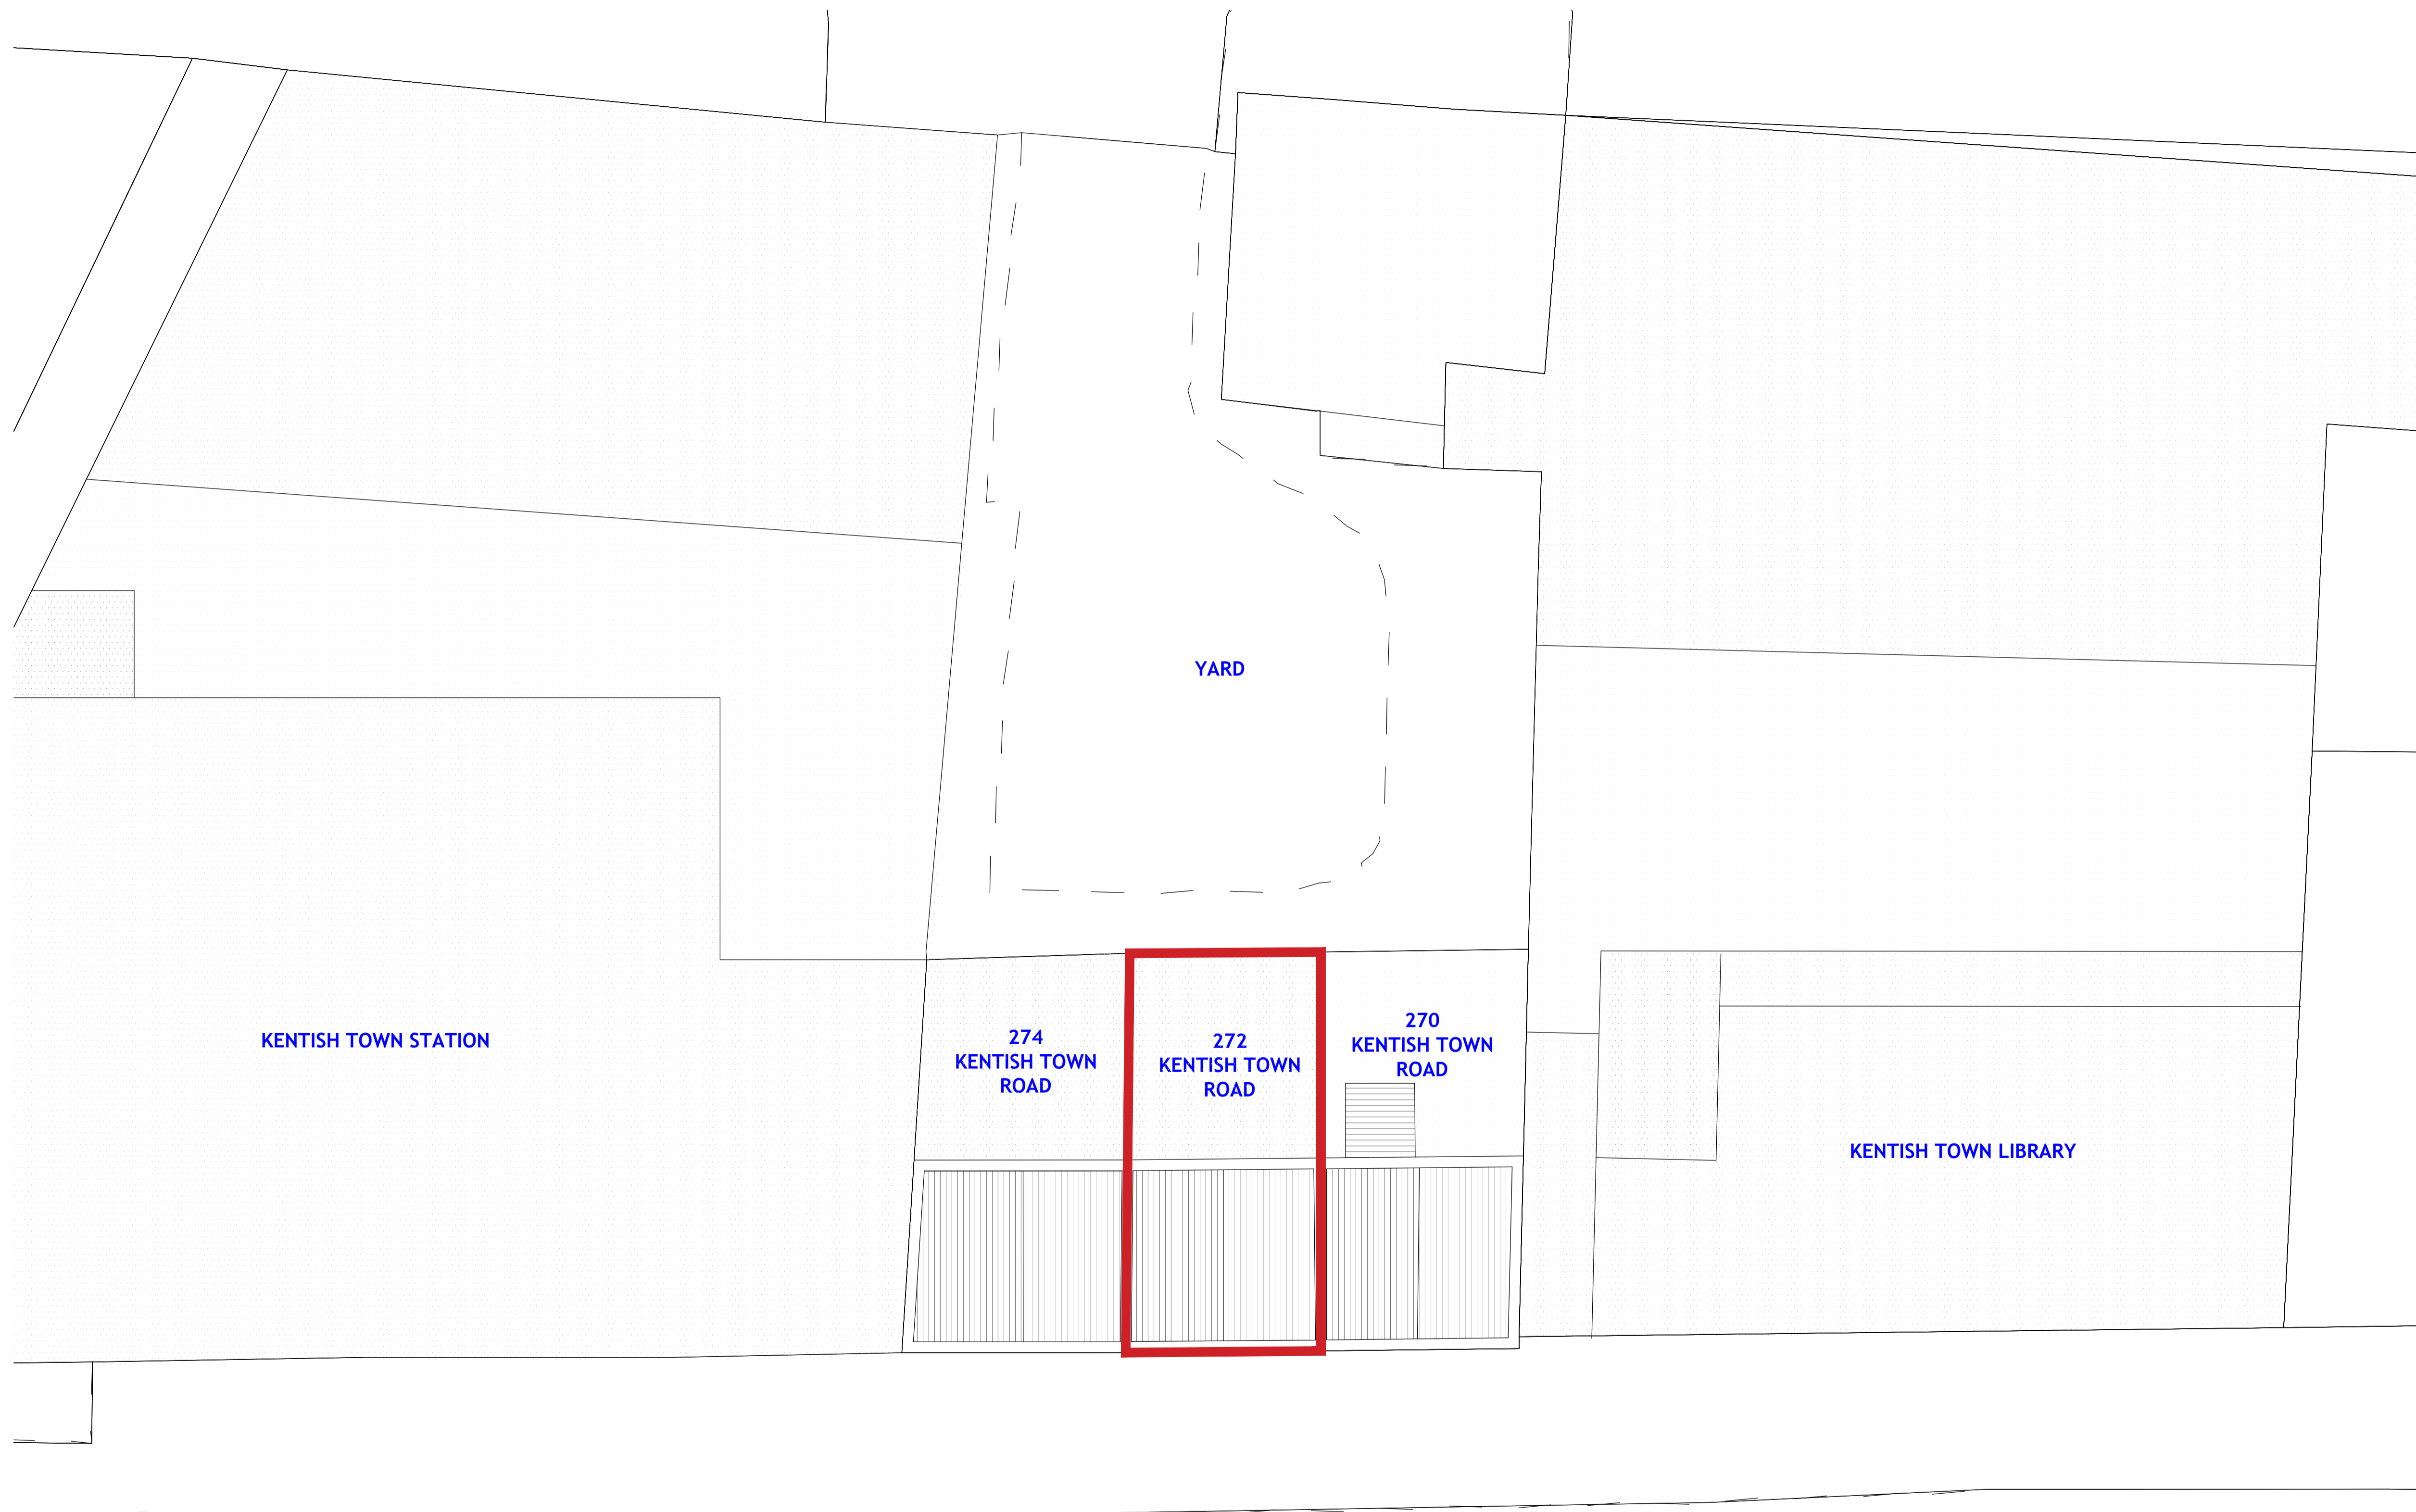 YARD
KENTISH TOWN STATION
274
KENTISH TOWN
ROAD
272
KENTISH TOWN
ROAD
270
KENTISH TOWN
ROAD
KENTISH TOWN LIBRARY